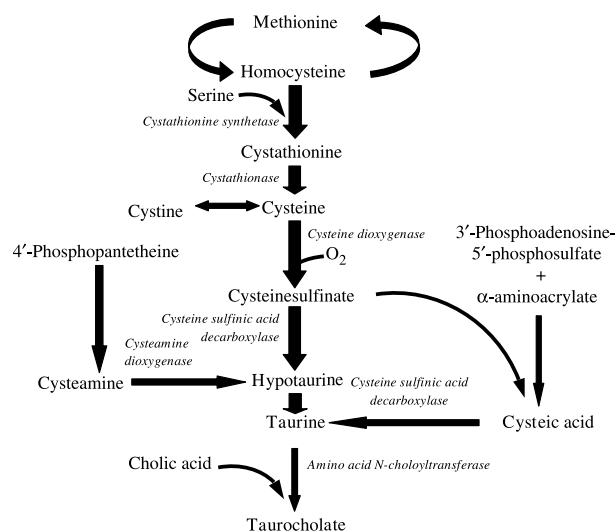 Methionine
Homocysteine
Serine
Cystathionine synthetase
Cystathionine
Cystathionase
Cystine
Cysteine
Cysteine dioxygenase
O2
4′-Phosphopantetheine
3′-Phosphoadenosine-
5′-phosphosulfate
+
α-aminoacrylate
Cysteinesulfinate
Cysteine sulfinic acid
decarboxylase
Cysteamine
dioxygenase
Cysteamine
Hypotaurine
Cysteine sulfinic acid
decarboxylase
Taurine
Cysteic acid
Cholic acid
Amino acid N-choloyltransferase
Taurocholate